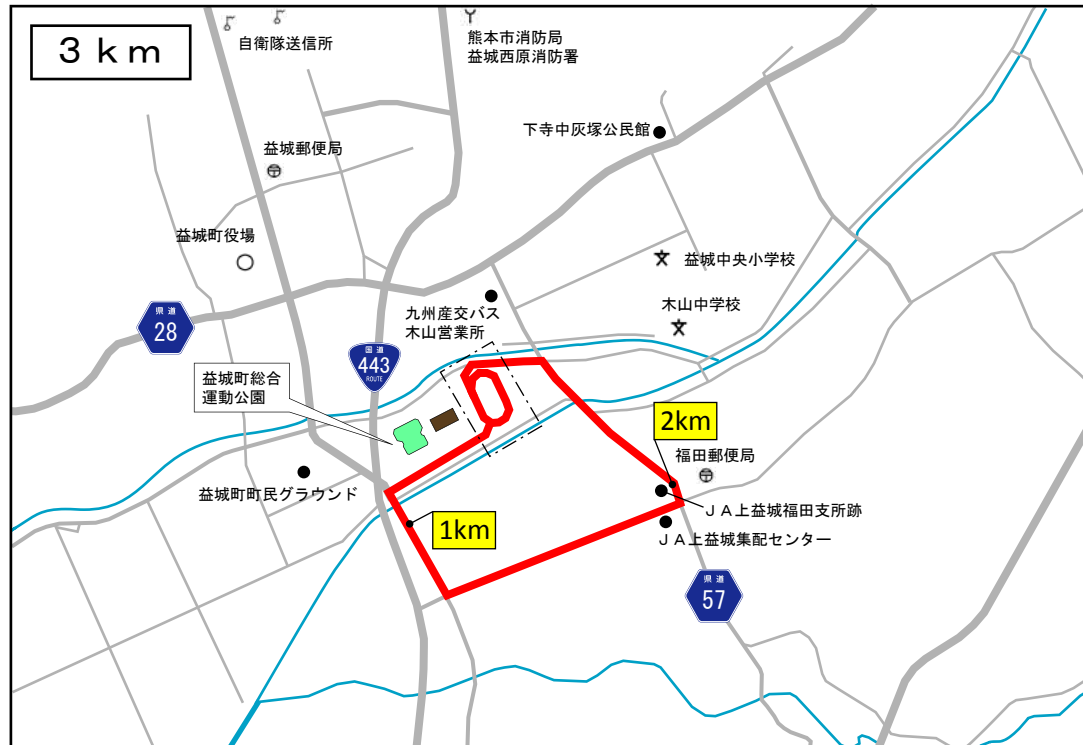 ３ｋｍ
自衛隊送信所
熊本市消防局
益城西原消防署
下寺中灰塚公民館
益城郵便局
益城町役場
益城中央小学校
九州産交バス
木山営業所
木山中学校
県道
28
国道
443
ROUTE
益城町総合
運動公園
2km
福田郵便局
益城町町民グラウンド
ＪＡ上益城福田支所跡
1km
ＪＡ上益城集配センター
県道
57